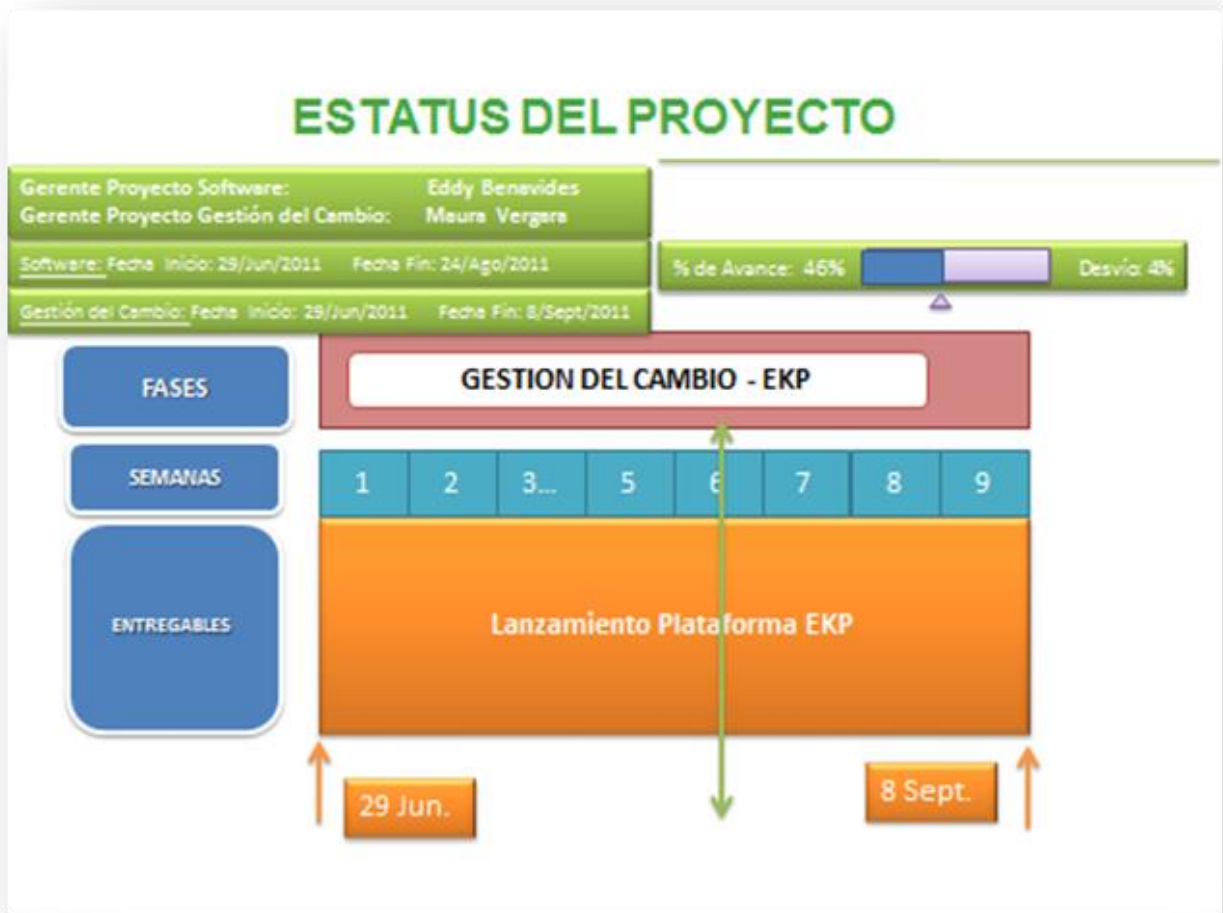 ESTATUS DEL PROYECTO
Gerente Proyecto Software: Eddy Benavides
Gerente Proyecto Gestión del Cambio: Maura Vergara
Software: Fecha Inicio: 29/Jun/2011 Fecha Fin: 24/Ago/2011
% de Avance: 46% Desvío: 4%
Gestión del Cambio: Fecha Inicio: 29/Jun/2011 Fecha Fin: 8/Sept/2011
FASES
GESTION DEL CAMBIO - EKP
SEMANAS
1 2 3... 5 6 7 8 9
ENTREGABLES
Lanzamiento Plataforma EKP
29 Jun.
8 Sept.